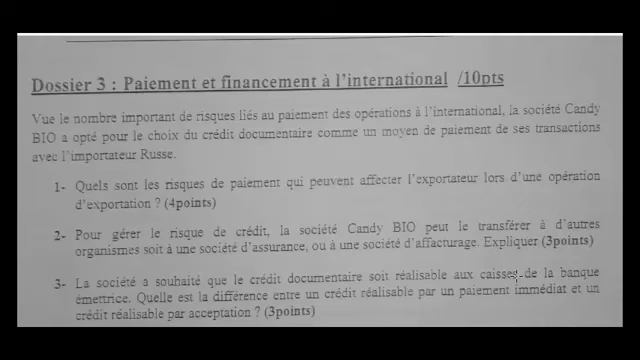 Dossier 3 : Paiement et financement à l'international /10pts
Vue le nombre important de risques liés au paiement des opérations à l'international, la société Candy
BIO a opté pour le choix du crédit documentaire comme un moyen de paiement de ses transactions
avec l'importateur Russe.
1- Quels sont les risques de paiement qui peuvent affecter l'exportateur lors d'une opération
d'exportation ? (4points)
2- Pour gérer le risque de crédit, la société Candy BIO peut le transférer à d'autres
organismes soit à une société d'assurance, ou à une société d'affacturage. Expliquer (3points)
3- La société a souhaité que le crédit documentaire soit réalisable aux caisses de la banque
émettrice. Quelle est la différence entre un crédit réalisable par un paiement immédiat et un
crédit réalisable par acceptation ? (3points)